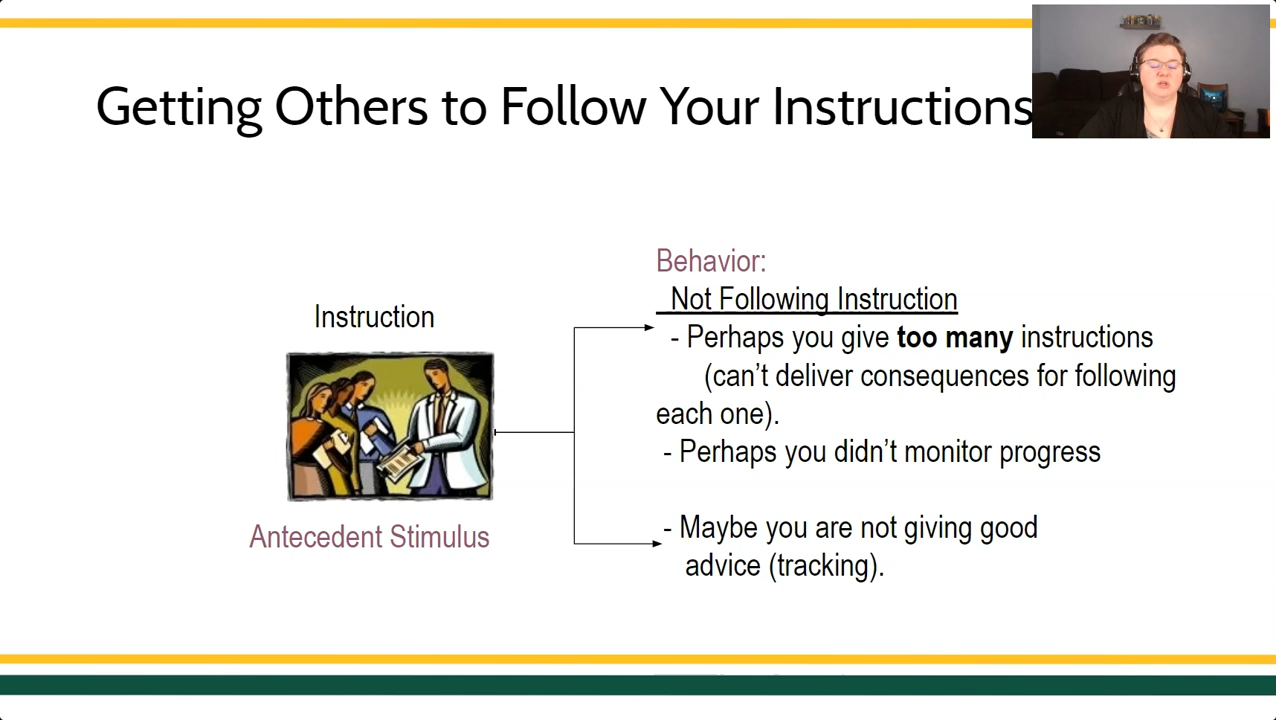 Getting Others to Follow Your Instructions
Behavior:
Not Following Instruction
Instruction
- Perhaps you give too many instructions
(can't deliver consequences for following
each one).
- Perhaps you didn't monitor progress
Antecedent Stimulus
- Maybe you are not giving good
advice (tracking).